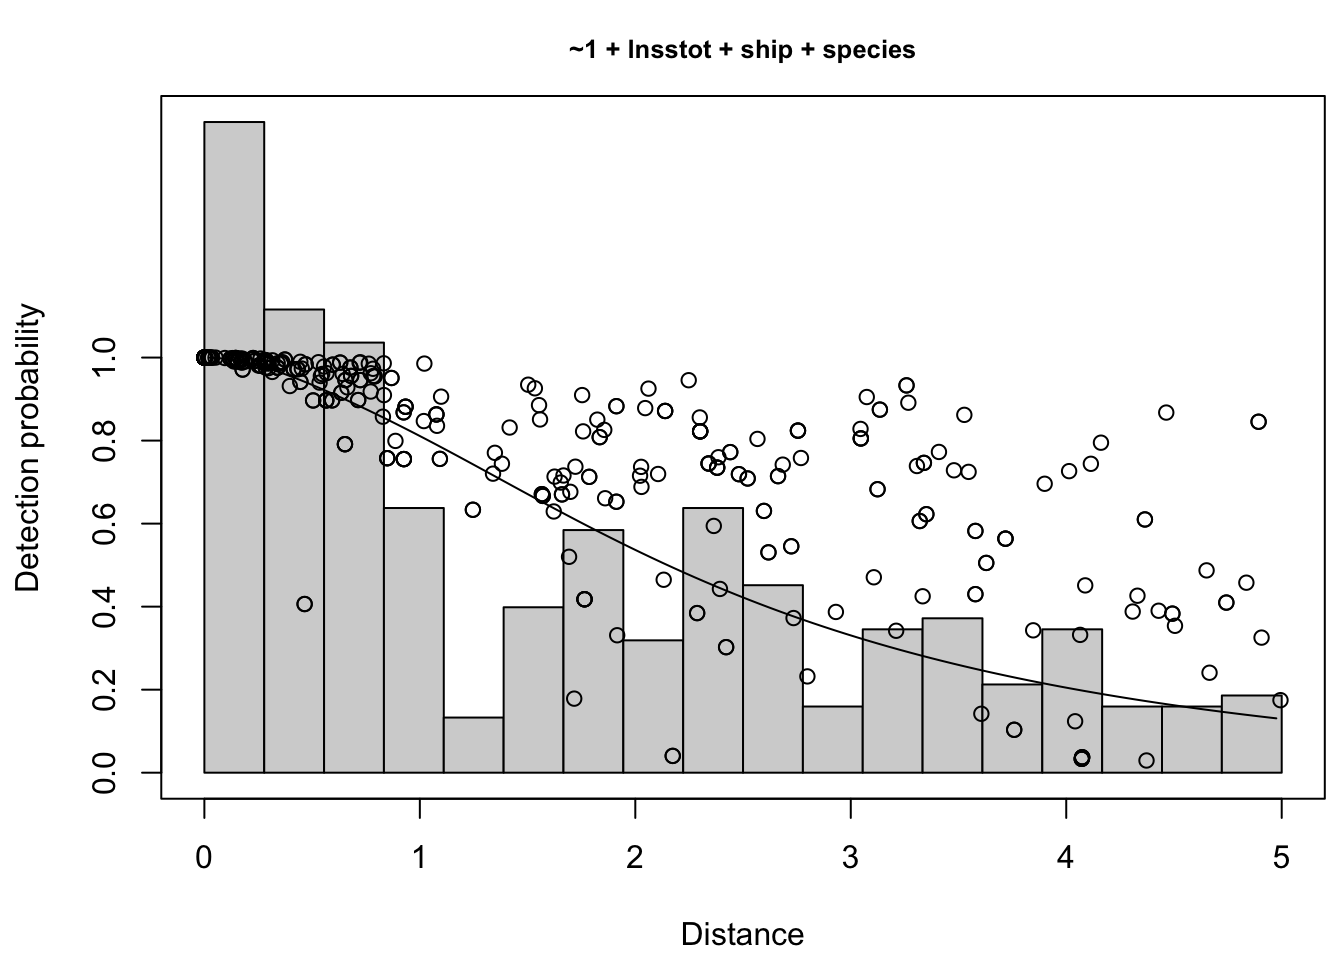 ~1 + lnsstot + ship + species
Detection probability
1.0
0.8
0.6
0.4
0.2
0.0
0 1 2 3 4 5
Distance